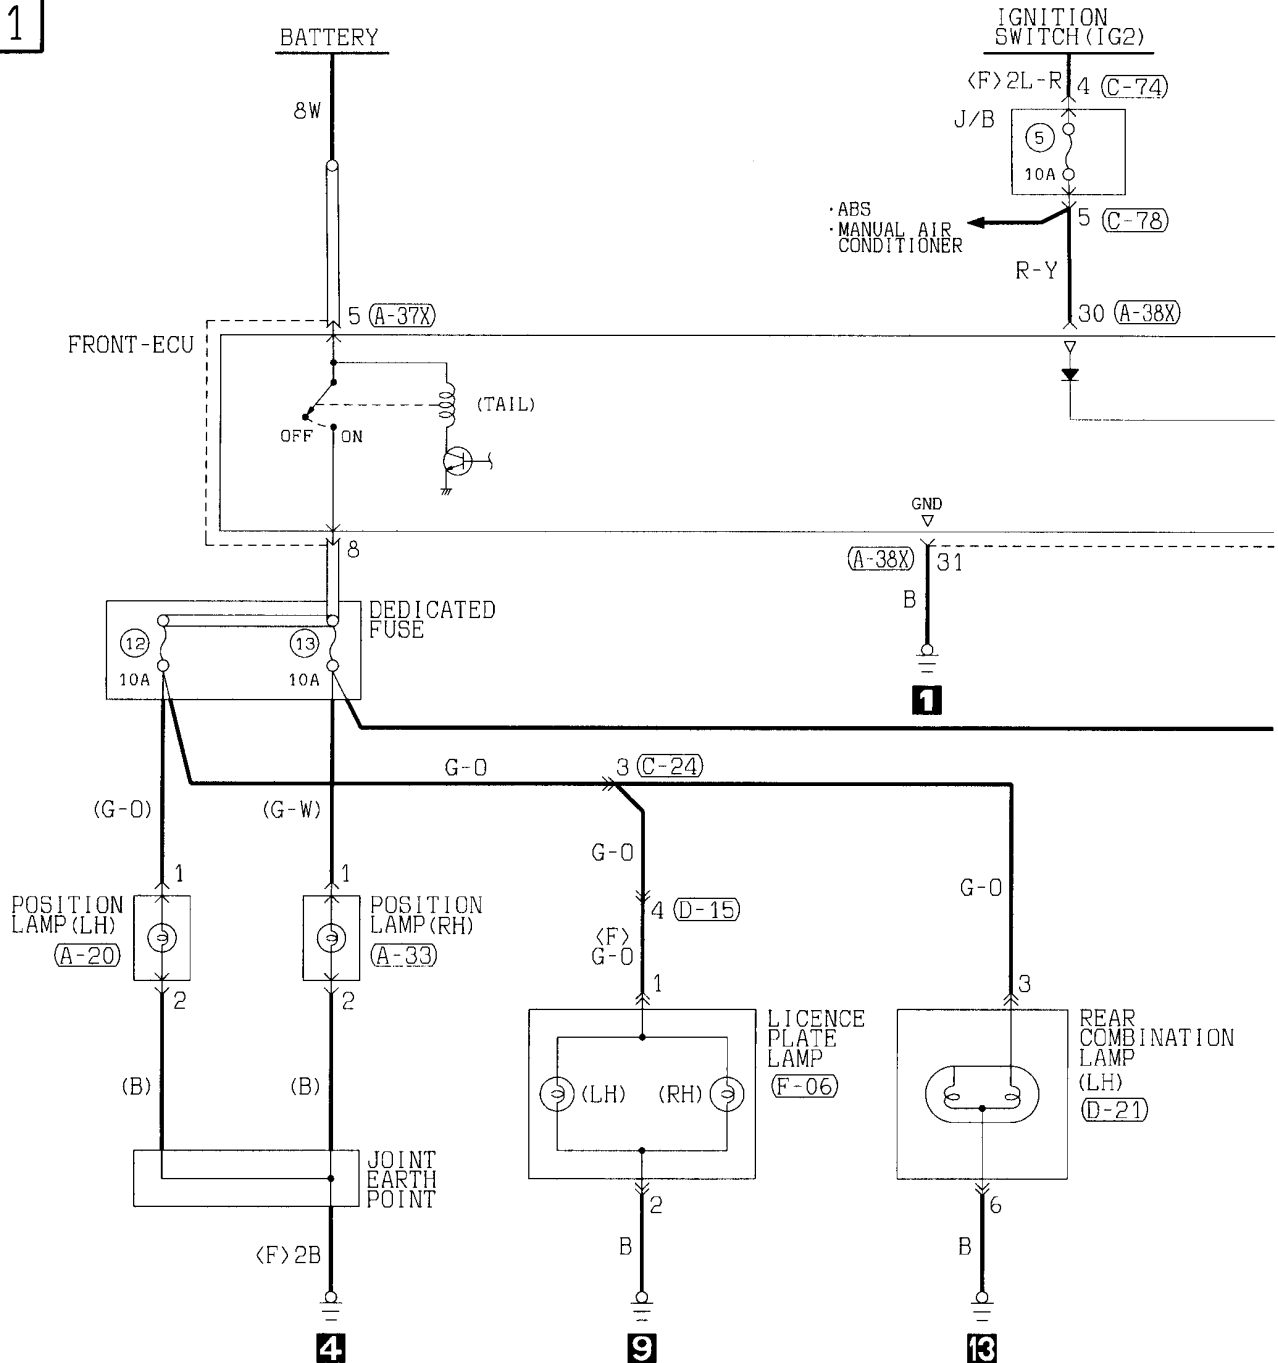 1
BATTERY
IGNITION
SWITCH(IG2)
8W
<F>2L-R
4 (C-74)
J/B
5
10A
·ABS
·MANUAL AIR
CONDITIONER
5 (C-78)
R-Y
5 (A-37X)
30 (A-38X)
FRONT-ECU
(TAIL)
OFF
ON
GND
8
(A-38X) 31
B
1
DEDICATED
FUSE
12
10A
13
10A
G-O
3 (C-24)
(G-O)
(G-W)
G-O
G-O
1
1
POSITION
LAMP(LH)
(A-20)
POSITION
LAMP(RH)
(A-33)
4 (D-15)
<F>
G-O
2
2
1
3
LICENCE
PLATE
LAMP
(F-06)
REAR
COMBINATION
LAMP
(LH)
(D-21)
(B)
(B)
(LH)
(RH)
JOINT
EARTH
POINT
2
6
<F>2B
B
B
4
9
13